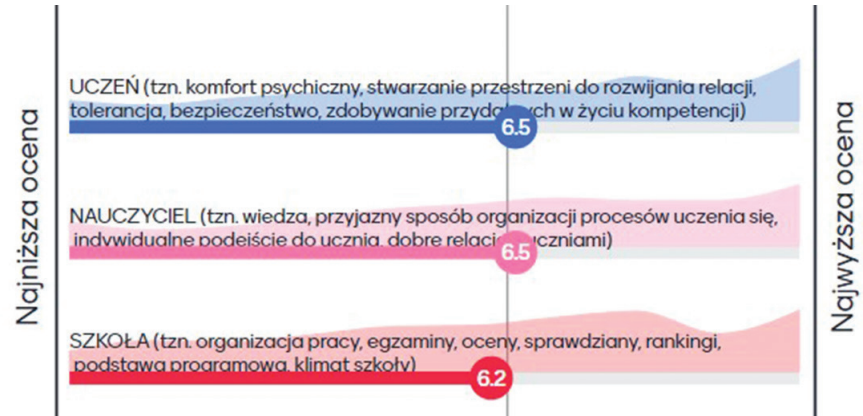 Najniższa ocena
UCZEŃ (tzn. komfort psychiczny, stwarzanie przestrzeni do rozwijania relacji,
tolerancja, bezpieczeństwo, zdobywanie w życiu kompetencji)
6.5
NAUCZYCIEL (tzn. wiedza, przyjazny sposób organizacji procesów uczenia się,
indywidualne podejście do ucznia, dobre uczniami)
6.5
SZKOŁA (tzn. organizacja pracy, egzaminy, oceny, sprawdziany, rankingi,
podstawa programowa, klimat szkoły)
6.2
Najwyższa ocena